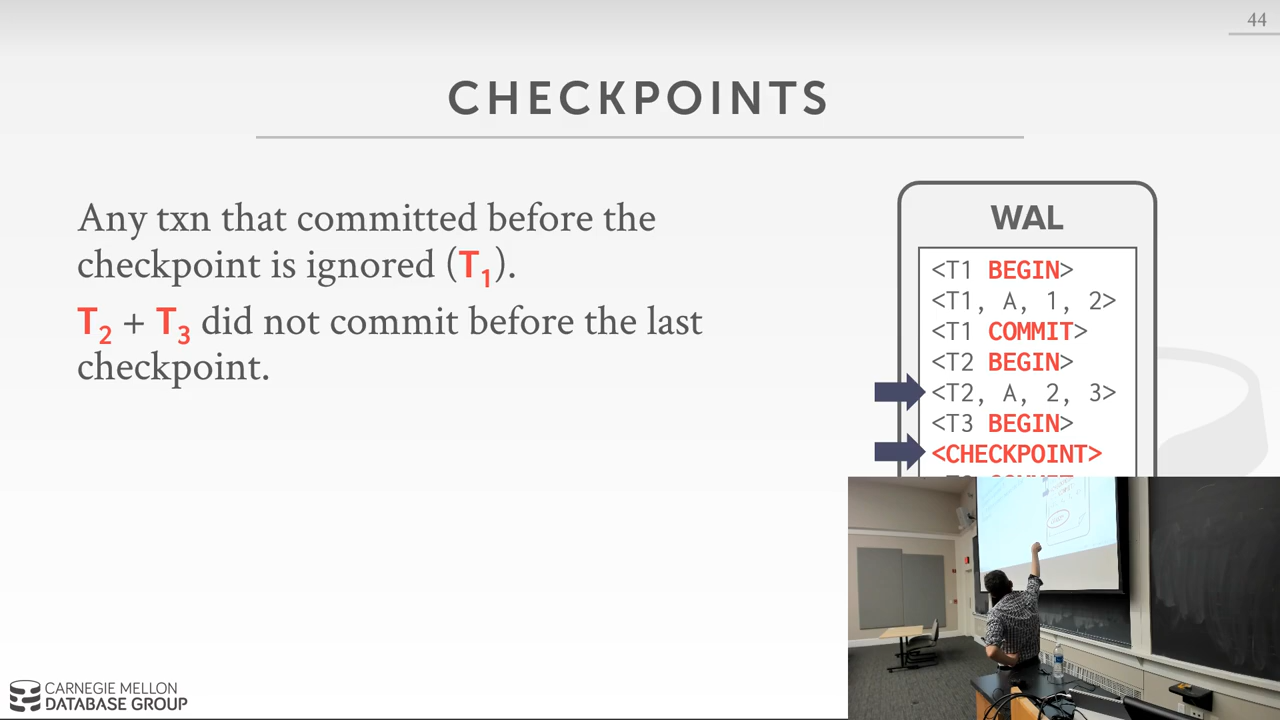 44
CHECKPOINTS
Any txn that committed before the
checkpoint is ignored (T1).
T2 + T3 did not commit before the last
checkpoint.
WAL
<T1 BEGIN>
<T1, A, 1, 2>
<T1 COMMIT>
<T2 BEGIN>
<T2, A, 2, 3>
<T3 BEGIN>
<CHECKPOINT>
CARNEGIE MELLON
DATABASE GROUP